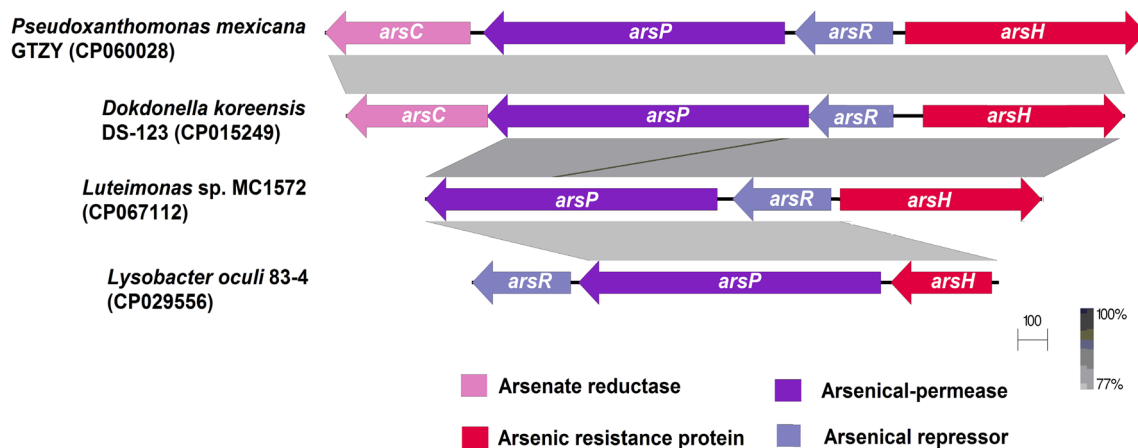 Pseudoxanthomonas mexicana
GTZY (CP060028)
arsC arsP arsR arsH
Dokdonella koreensis
DS-123 (CP015249)
arsC arsP arsR arsH
Luteimonas sp. MC1572
(CP067112)
arsP arsR arsH
Lysobacter oculi 83-4
(CP029556)
arsR arsP arsH
100
100%
77%
Arsenate reductase
Arsenical-permease
Arsenic resistance protein
Arsenical repressor